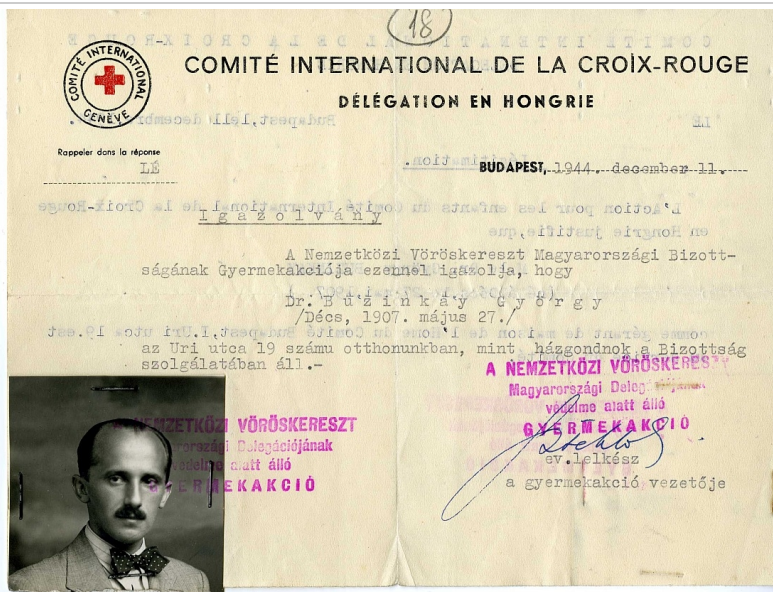 18
COMITÉ INTERNATIONAL DE LA CROIX-ROUGE
DÉLÉGATION EN HONGRIE
COMITÉ INTERNATIONAL
GENÈVE
Rappeler dans la réponse
LÉ
BUDAPEST, 1944. december 11.
Igazolvány
A Nemzetközi Vöröskereszt Magyarországi Bizott-
ságának Gyermekakciója ezennel igazolja, hogy
Dr. Búzinkay György
/Décs, 1907. május 27./
az Uri utca 19 számu otthonunkban, mint házgondnok a Bizottság
szolgálatában áll.-
A NEMZETKÖZI VÖRÖSKERESZT
Magyarországi Delegációjának
védelme alatt álló
GYERMEKAKCIÓ
ev.lelkész
a gyermekakció vezetője
NEMZETKÖZI VÖRÖSKERESZT
országi Delegációjának
védelme alatt álló
GYERMEKAKCIÓ